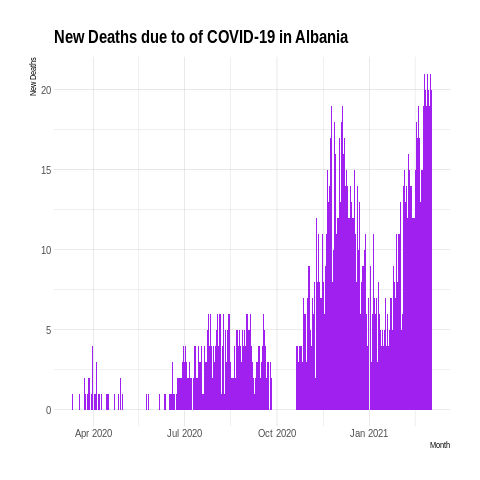 New Deaths due to of COVID-19 in Albania
New Deaths
20
15
10
5
0
Apr 2020 Jul 2020 Oct 2020 Jan 2021
Month